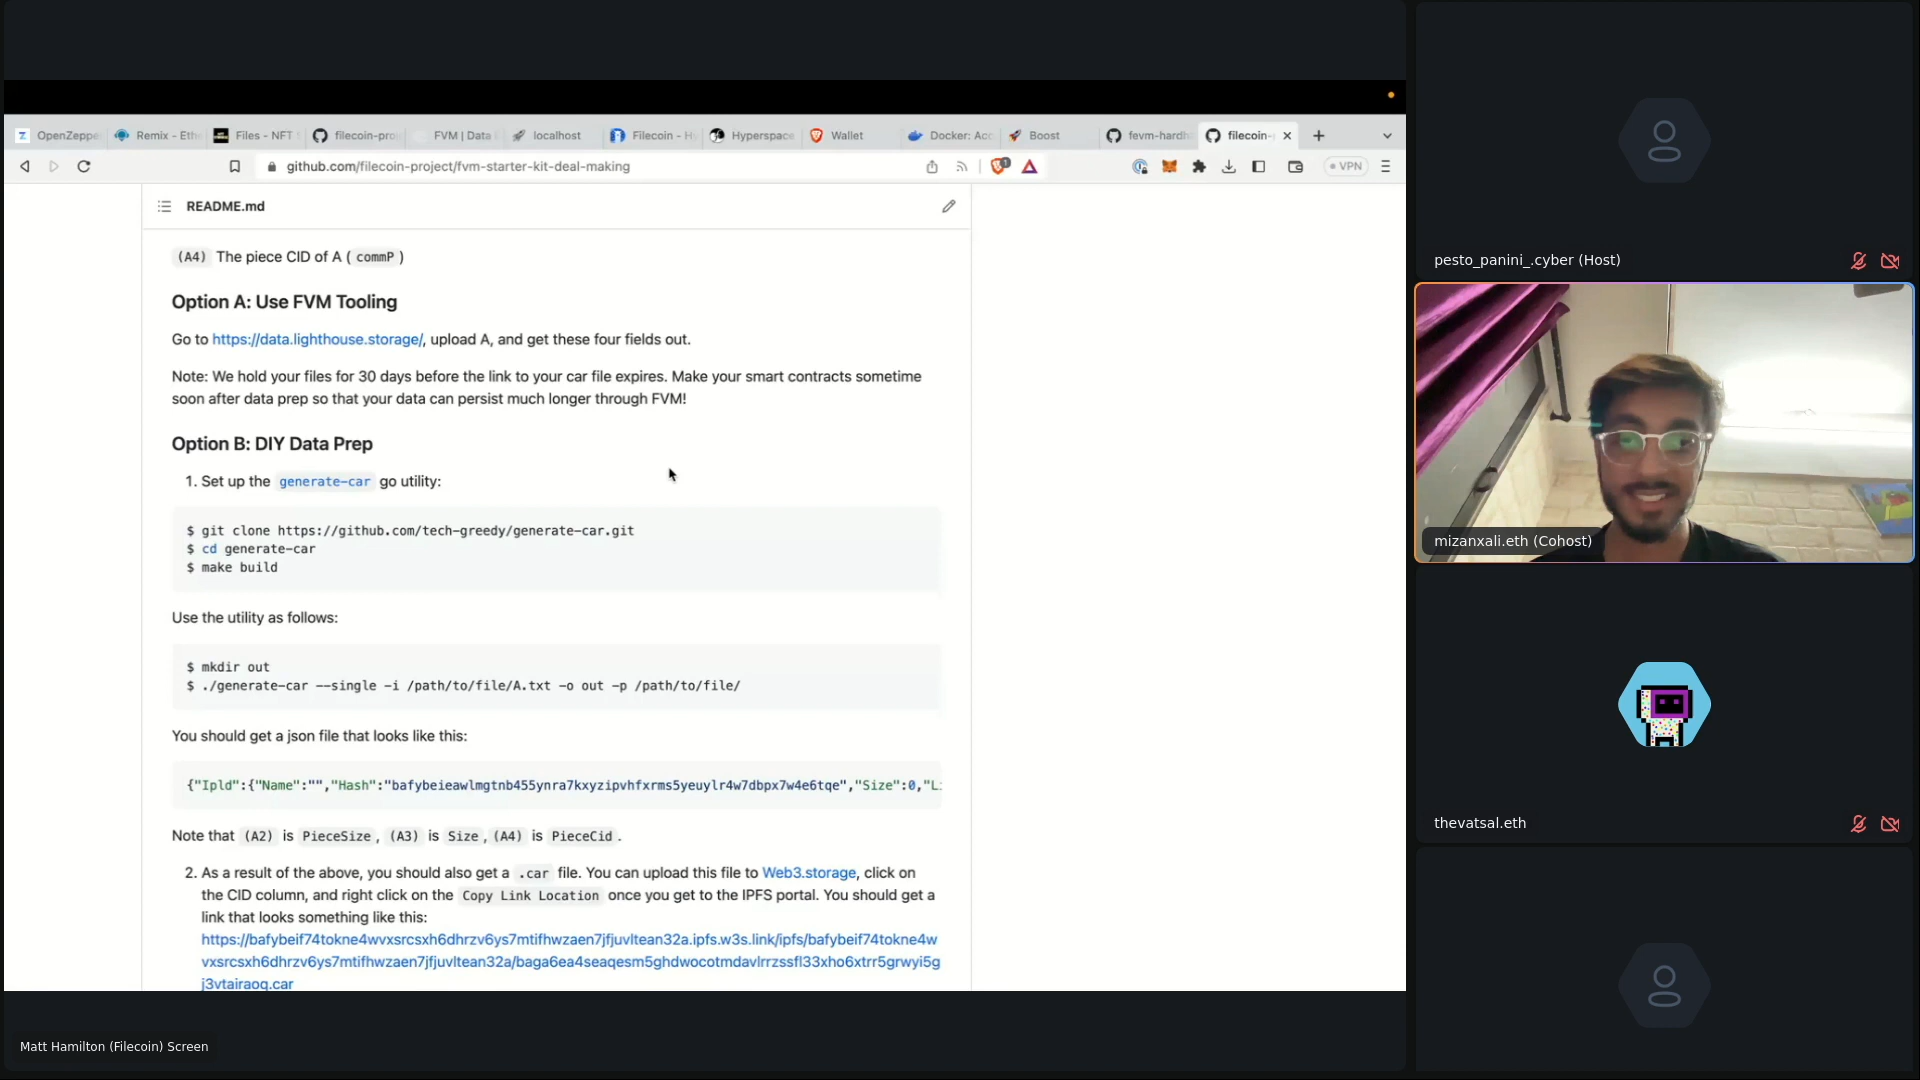 OpenZeppe
Remix - Eth
Files - NFT
filecoin-pro
FVM | Data
localhost
Filecoin - H
Hyperspace
Wallet
Docker: Acc
Boost
fevm-hardh
filecoin-
github.com/filecoin-project/fvm-starter-kit-deal-making
1
VPN
README.md
(A4) The piece CID of A ( commP )
Option A: Use FVM Tooling
Go to https://data.lighthouse.storage/, upload A, and get these four fields out.
Note: We hold your files for 30 days before the link to your car file expires. Make your smart contracts sometime
soon after data prep so that your data can persist much longer through FVM!
Option B: DIY Data Prep
1. Set up the generate-car go utility:
$ git clone https://github.com/tech-greedy/generate-car.git
$ cd generate-car
$ make build
Use the utility as follows:
$ mkdir out
$ ./generate-car --single -i /path/to/file/A.txt -o out -p /path/to/file/
You should get a json file that looks like this:
{"Ipld":{"Name":"","Hash":"bafybeieawlmgtnb455ynra7kxyzipvhfxrms5yeuylr4w7dbpx7w4e6tqe","Size":0,"Li
Note that (A2) is PieceSize , (A3) is Size , (A4) is PieceCid .
2. As a result of the above, you should also get a .car file. You can upload this file to Web3.storage, click on
the CID column, and right click on the Copy Link Location once you get to the IPFS portal. You should get a
link that looks something like this:
https://bafybeif74tokne4wvxsrcsxh6dhrzv6ys7mtifhwzaen7jfjuvltean32a.ipfs.w3s.link/ipfs/bafybeif74tokne4w
vxsrcsxh6dhrzv6ys7mtifhwzaen7jfjuvltean32a/baga6ea4seaqesm5ghdwocotmdavlrrzssfl33xho6xtrr5grwyi5g
j3vtairaoq.car
Matt Hamilton (Filecoin) Screen
pesto_panini_.cyber (Host)
mizanxali.eth (Cohost)
thevatsal.eth